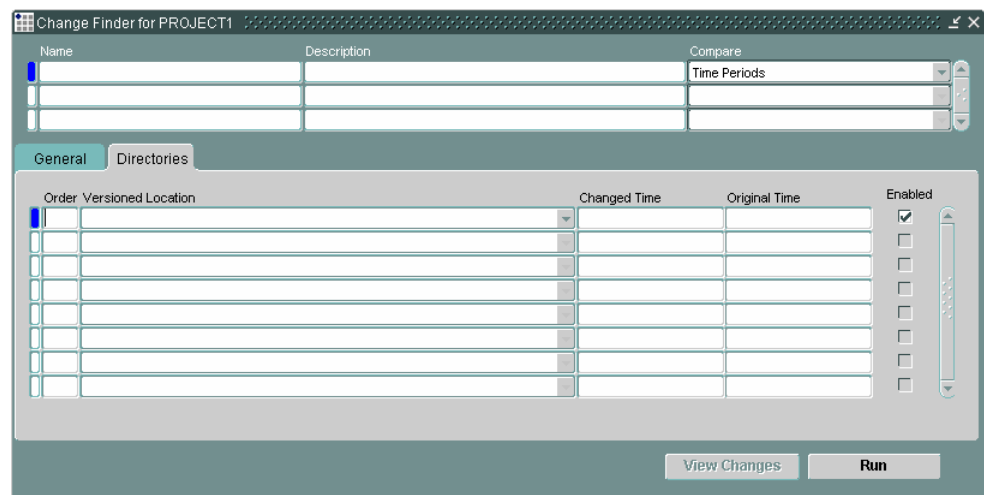 Change Finder for PROJECT1
Name Description Compare
Time Periods
General Directories
Order Versioned Location Changed Time Original Time Enabled
View Changes Run